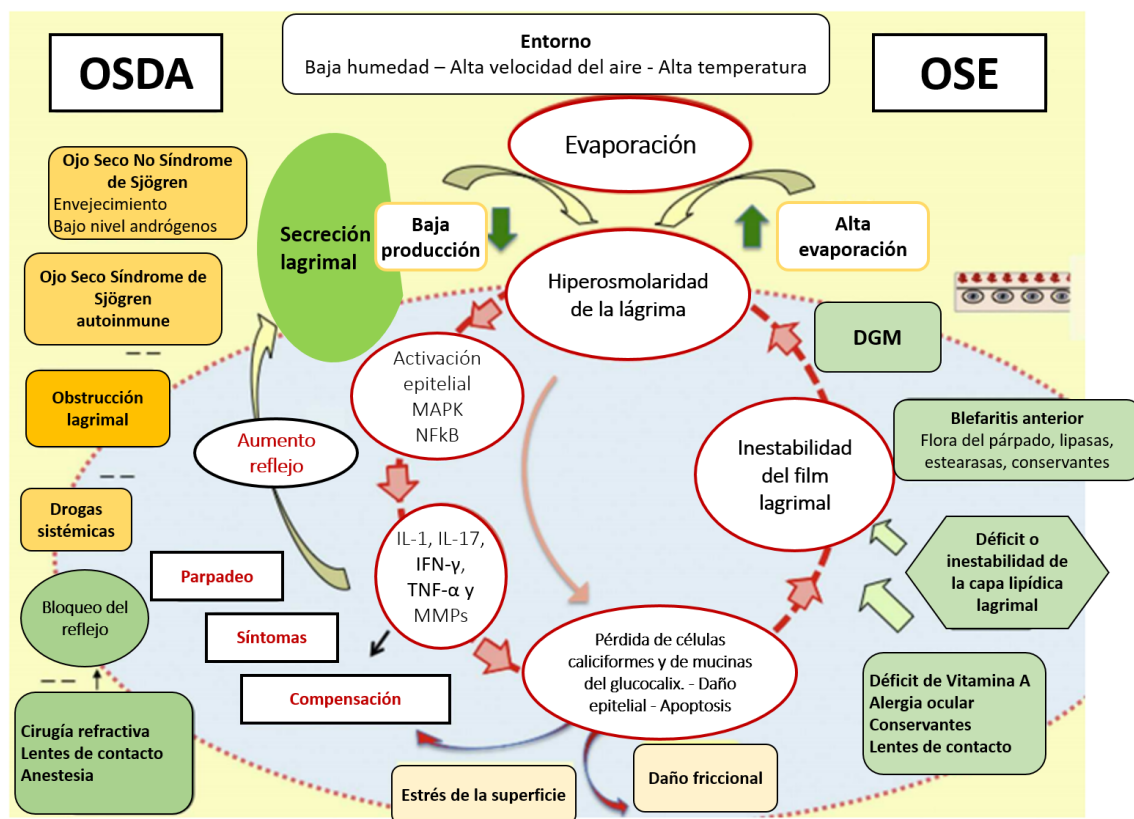 OSDA
Entorno
Baja humedad – Alta velocidad del aire - Alta temperatura
OSE
Evaporación
Ojo Seco No Síndrome
de Sjögren
Envejecimiento
Bajo nivel andrógenos
Secreción
lagrimal
Baja
producción
Alta
evaporación
Hiperosmolaridad
de la lágrima
Ojo Seco Síndrome de
Sjögren
autoinmune
DGM
Activación
epitelial
MAPK
NFkB
Obstrucción
lagrimal
Aumento
reflejo
Inestabilidad
del film
lagrimal
Blefaritis anterior
Flora del párpado, lipasas,
estearasas, conservantes
Drogas
sistémicas
IL-1, IL-17,
IFN-γ,
TNF-α y
MMPs
Déficit o
inestabilidad de
la capa lipídica
lagrimal
Parpadeo
Bloqueo del
reflejo
Síntomas
Pérdida de células
caliciformes y de mucinas
del glucocalix. - Daño
epitelial - Apoptosis
Compensación
Déficit de Vitamina A
Alergia ocular
Conservantes
Lentes de contacto
Cirugía refractiva
Lentes de contacto
Anestesia
Estrés de la superficie
Daño friccional